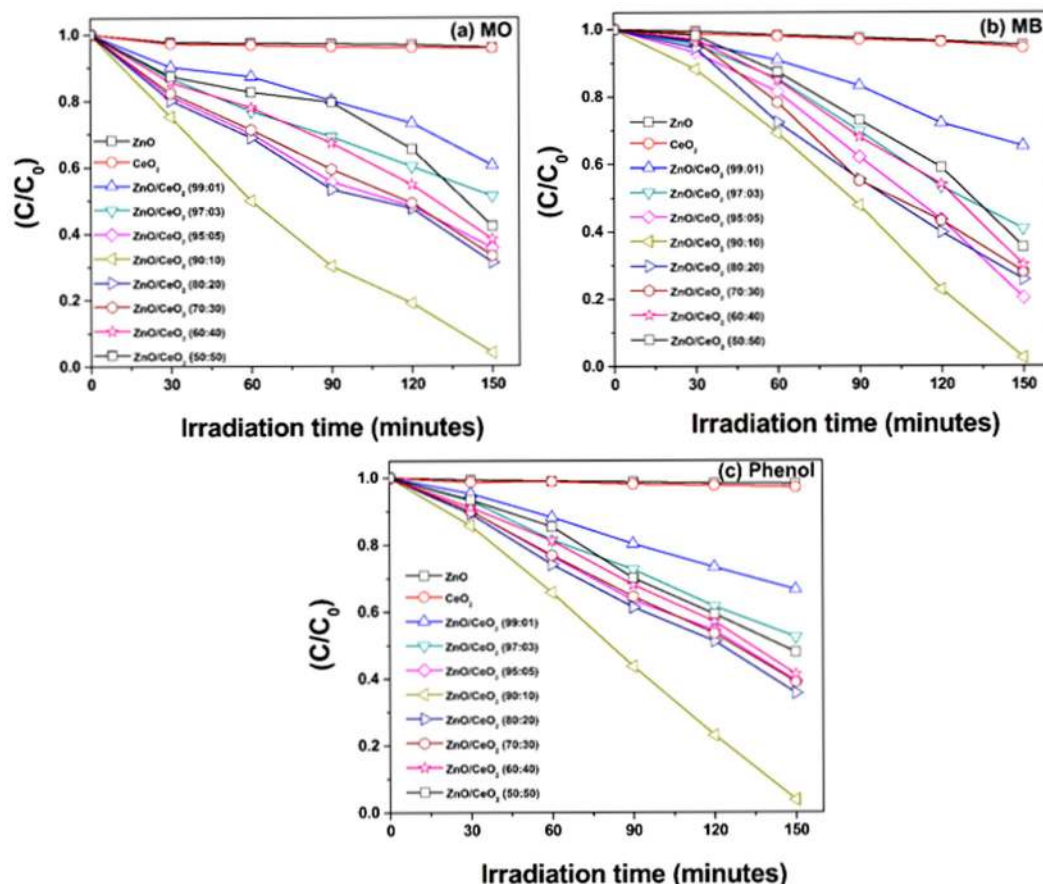 (a) MO
(C/C₀)
1.0
0.8
0.6
0.4
0.2
0.0
ZnO
CeO₂
ZnO/CeO₂ (99:01)
ZnO/CeO₂ (97:03)
ZnO/CeO₂ (95:05)
ZnO/CeO₂ (90:10)
ZnO/CeO₂ (80:20)
ZnO/CeO₂ (70:30)
ZnO/CeO₂ (60:40)
ZnO/CeO₂ (50:50)
0 30 60 90 120 150
Irradiation time (minutes)
(b) MB
(C/C₀)
1.0
0.8
0.6
0.4
0.2
0.0
ZnO
CeO₂
ZnO/CeO₂ (99:01)
ZnO/CeO₂ (97:03)
ZnO/CeO₂ (95:05)
ZnO/CeO₂ (90:10)
ZnO/CeO₂ (80:20)
ZnO/CeO₂ (70:30)
ZnO/CeO₂ (60:40)
ZnO/CeO₂ (50:50)
0 30 60 90 120 150
Irradiation time (minutes)
(c) Phenol
(C/C₀)
1.0
0.8
0.6
0.4
0.2
0.0
ZnO
CeO₂
ZnO/CeO₂ (99:01)
ZnO/CeO₂ (97:03)
ZnO/CeO₂ (95:05)
ZnO/CeO₂ (90:10)
ZnO/CeO₂ (80:20)
ZnO/CeO₂ (70:30)
ZnO/CeO₂ (60:40)
ZnO/CeO₂ (50:50)
0 30 60 90 120 150
Irradiation time (minutes)